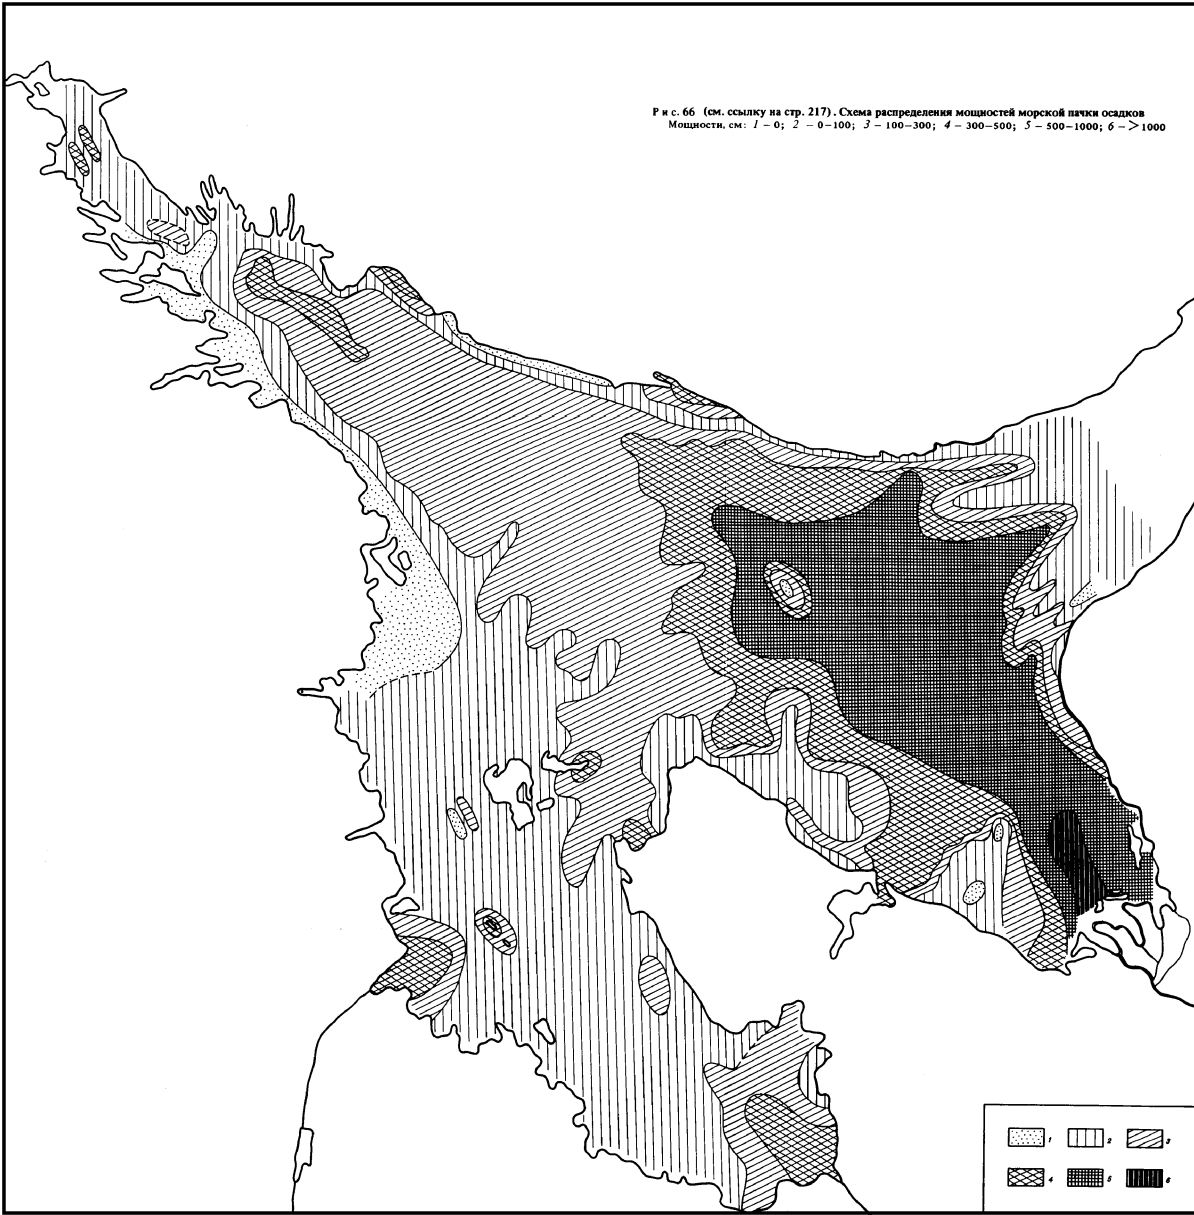 Рис. 66 (см. ссылку на стр. 217). Схема распределения мощностей морской пачки осадков
Мощности, см: 1 – 0; 2 – 0–100; 3 – 100–300; 4 – 300–500; 5 – 500–1000; 6 – >1000
1 2 3
4 5 6